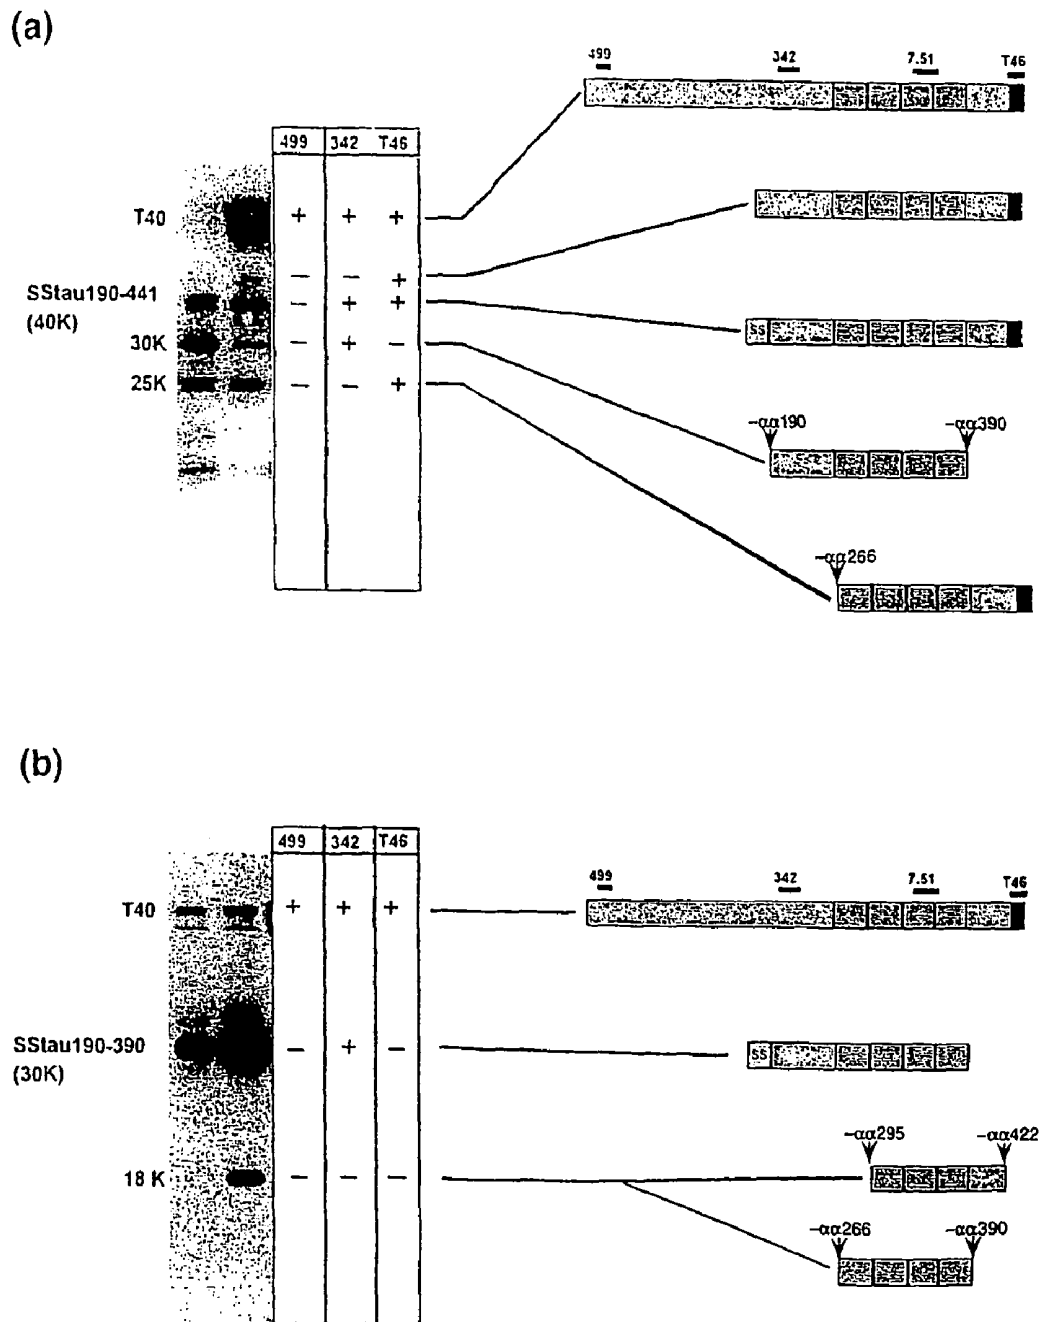 (a)
499 342 7.51 T46
499 342 T46
T40 + + +
− − +
SStau190-441 − + +
(40K)
SS
30K − + −
25K − − +
−αα190 −αα390
−αα266
(b)
499 342 T46
499 342 7.51 T46
T40 + + +
SStau190-390 − + −
(30K)
SS
−αα295 −αα422
18 K − − −
−αα266 −αα390